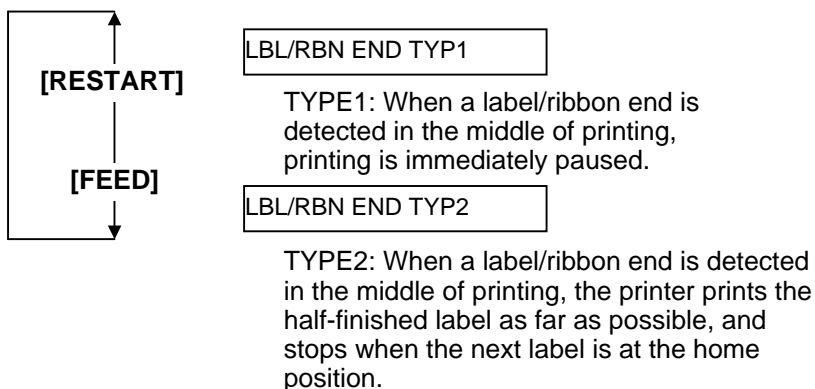 [RESTART]
[FEED]
LBL/RBN END TYP1
TYPE1: When a label/ribbon end is
detected in the middle of printing,
printing is immediately paused.
LBL/RBN END TYP2
TYPE2: When a label/ribbon end is detected
in the middle of printing, the printer prints the
half-finished label as far as possible, and
stops when the next label is at the home
position.